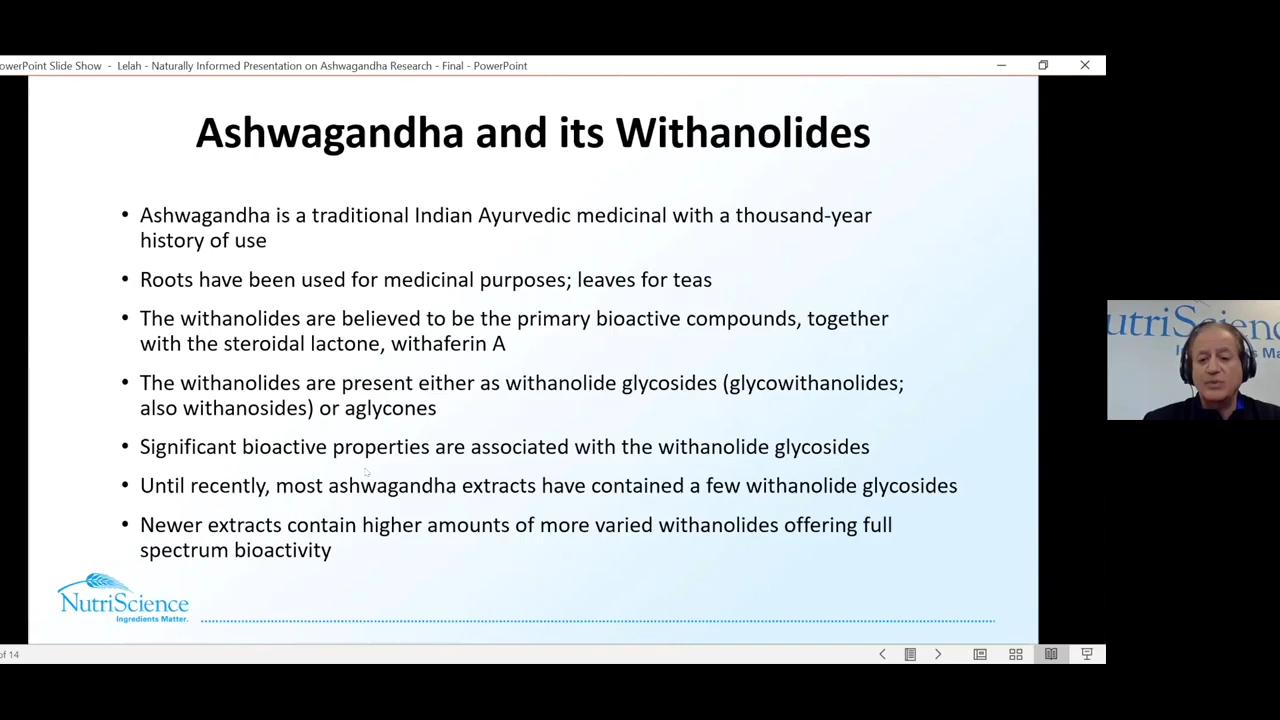 owerPoint Slide Show - Lelah - Naturally Informed Presentation on Ashwagandha Research - Final - PowerPoint
Ashwagandha and its Withanolides
• Ashwagandha is a traditional Indian Ayurvedic medicinal with a thousand-year
history of use
• Roots have been used for medicinal purposes; leaves for teas
• The withanolides are believed to be the primary bioactive compounds, together
with the steroidal lactone, withaferin A
• The withanolides are present either as withanolide glycosides (glycowithanolides;
also withanosides) or aglycones
• Significant bioactive properties are associated with the withanolide glycosides
• Until recently, most ashwagandha extracts have contained a few withanolide glycosides
• Newer extracts contain higher amounts of more varied withanolides offering full
spectrum bioactivity
NutriScience
Ingredients Matter.
of 14
utriScienc
Ingredients Ma